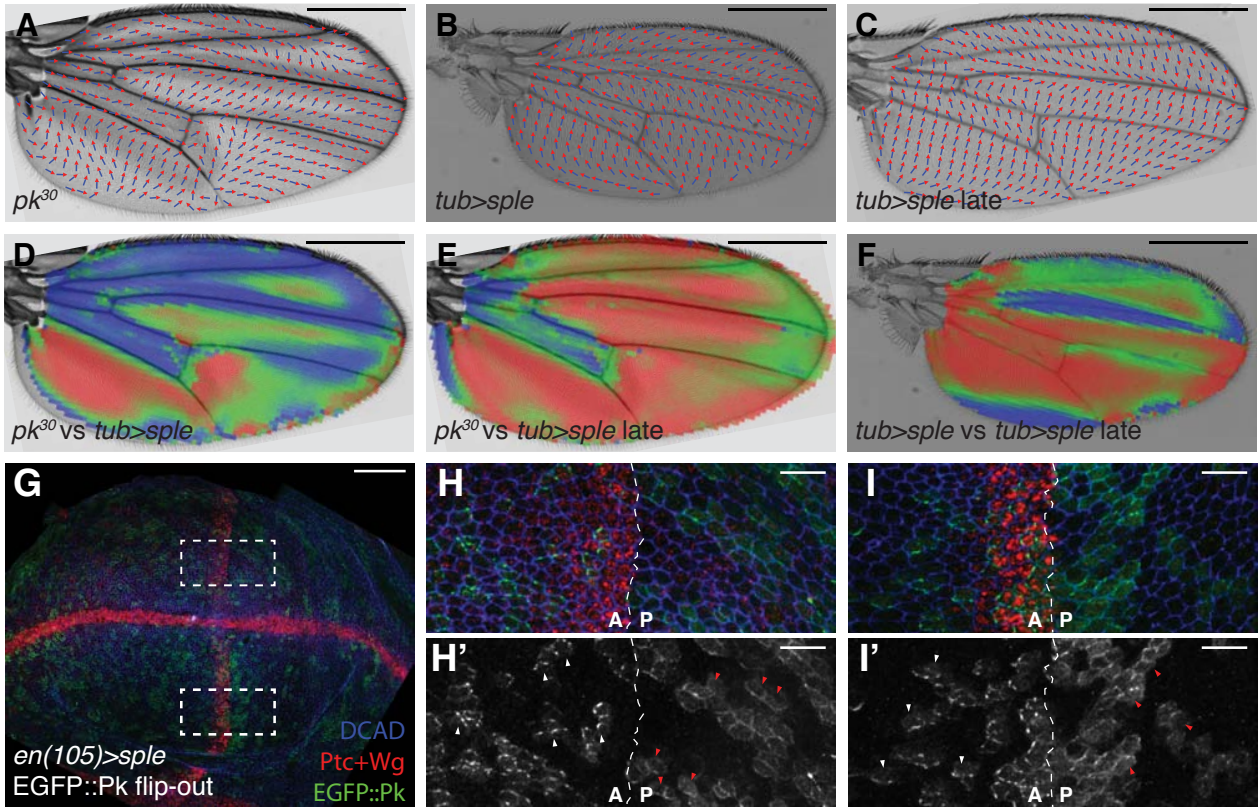 A
pk30
B
tub>sple
C
tub>sple late
D
pk30 vs tub>sple
E
pk30 vs tub>sple late
F
tub>sple vs tub>sple late
G
en(105)>sple
EGFP::Pk flip-out
DCAD
Ptc+Wg
EGFP::Pk
H
A P
H’
A P
I
A P
I’
A P